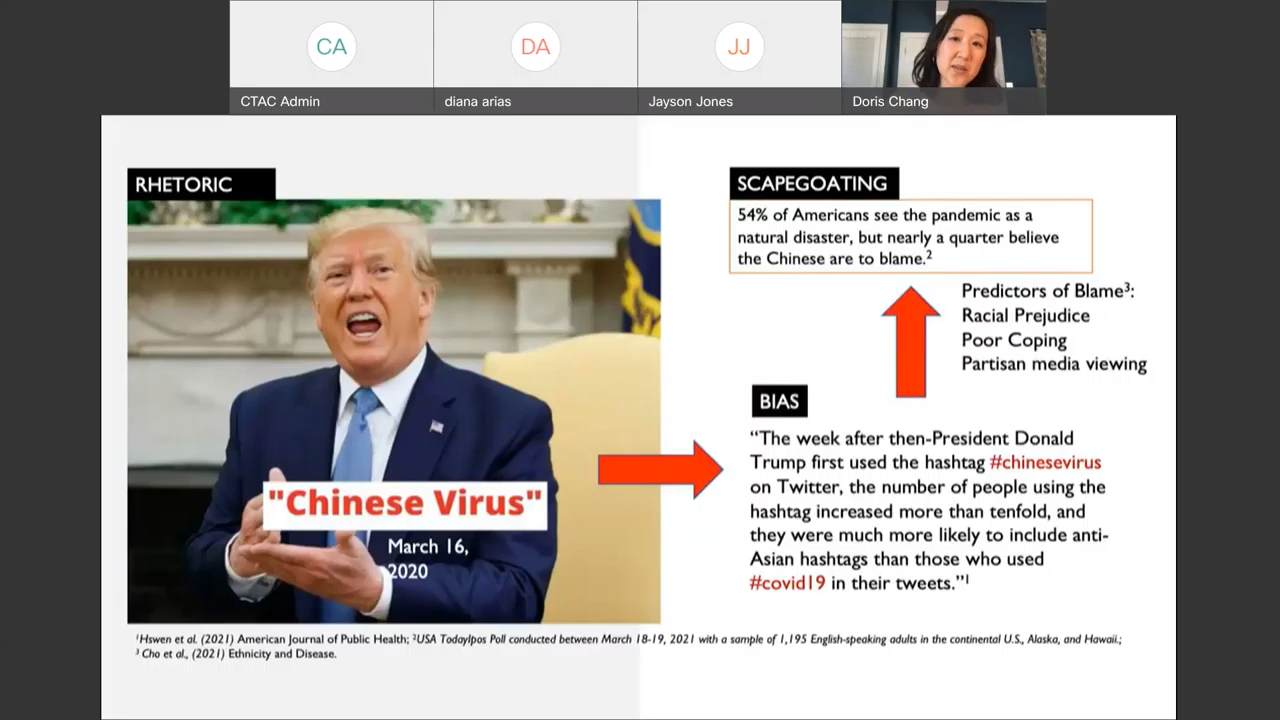 CA
DA
JJ
CTAC Admin
diana arias
Jayson Jones
Doris Chang
RHETORIC
"Chinese Virus"
March 16,
2020
SCAPEGOATING
54% of Americans see the pandemic as a
natural disaster, but nearly a quarter believe
the Chinese are to blame.²
Predictors of Blame³:
Racial Prejudice
Poor Coping
Partisan media viewing
BIAS
“The week after then-President Donald
Trump first used the hashtag #chinesevirus
on Twitter, the number of people using the
hashtag increased more than tenfold, and
they were much more likely to include anti-
Asian hashtags than those who used
#covid19 in their tweets.”¹
¹Hswen et al. (2021) American Journal of Public Health; ²USA TodayIpos Poll conducted between March 18-19, 2021 with a sample of 1,195 English-speaking adults in the continental U.S., Alaska, and Hawaii.;
³ Cho et al., (2021) Ethnicity and Disease.